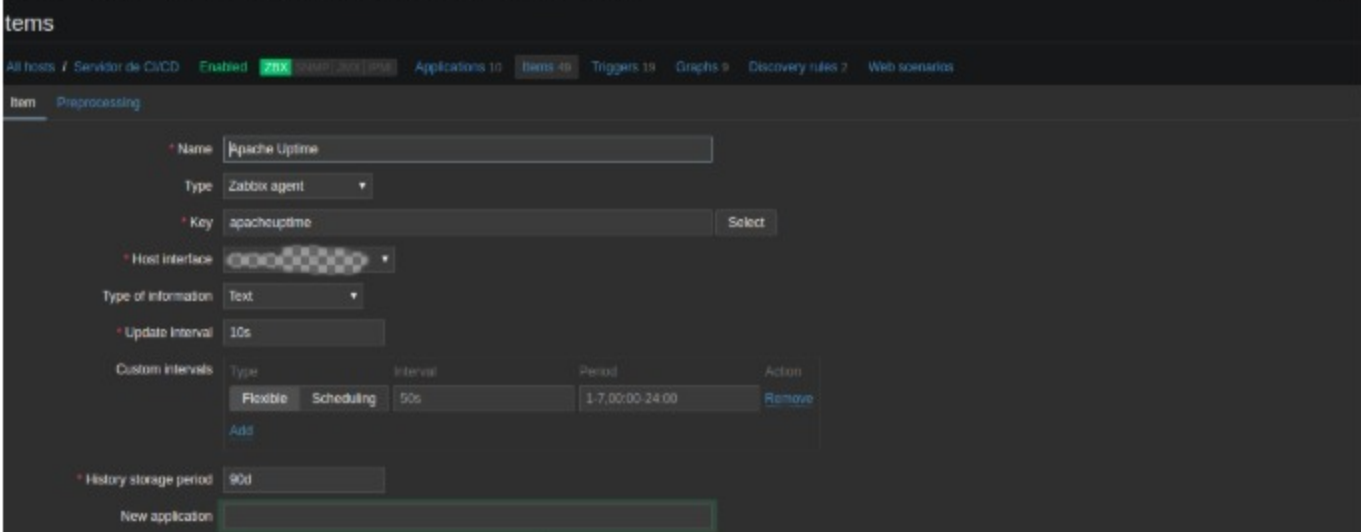 tems
All hosts / Servidor de CI/CD Enabled ZBX SNMP JMX IPMI Applications 10 Items 49 Triggers 19 Graphs 9 Discovery rules 2 Web scenarios
Item Preprocessing
* Name Apache Uptime
Type Zabbix agent
* Key apacheuptime Select
* Host interface
Type of information Text
* Update interval 10s
Custom intervals Type Interval Period Action
Flexible Scheduling 50s 1-7,00:00-24:00 Remove
Add
* History storage period 90d
New application